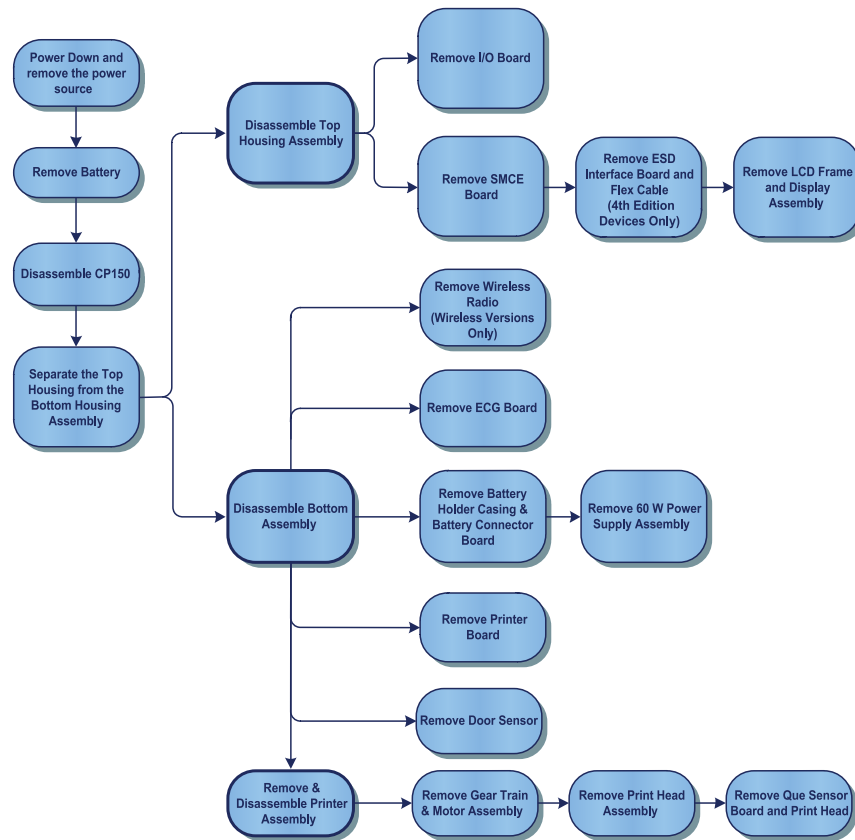 Power Down and
remove the power
source
Remove Battery
Disassemble CP150
Separate the Top
Housing from the
Bottom Housing
Assembly
Disassemble Top
Housing Assembly
Remove I/O Board
Remove SMCE
Board
Remove ESD
Interface Board and
Flex Cable
(4th Edition
Devices Only)
Remove LCD Frame
and Display
Assembly
Disassemble Bottom
Assembly
Remove Wireless
Radio
(Wireless Versions
Only)
Remove ECG Board
Remove Battery
Holder Casing &
Battery Connector
Board
Remove 60 W Power
Supply Assembly
Remove Printer
Board
Remove Door Sensor
Remove &
Disassemble Printer
Assembly
Remove Gear Train
& Motor Assembly
Remove Print Head
Assembly
Remove Que Sensor
Board and Print Head